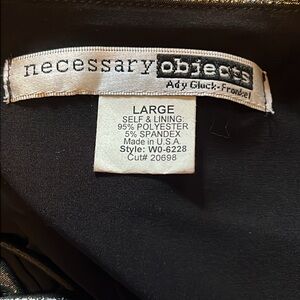 necessary objects
Ady Gluck-Frankel
LARGE
SELF & LINING:
95% POLYESTER
5% SPANDEX
Made in U.S.A.
Style: W0-6228
Cut# 20698